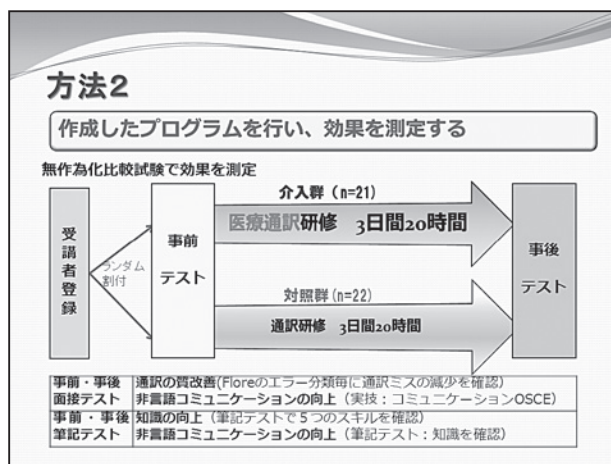 方法2
作成したプログラムを行い、効果を測定する
無作為化比較試験で効果を測定
受講者登録
ランダム
割付
事前
テスト
介入群(n=21)
医療通訳研修 3日間20時間
対照群(n=22)
通訳研修 3日間20時間
事後
テスト
事前・事後 通訳の質改善(Floreのエラー分類毎に通訳ミスの減少を確認)
面接テスト 非言語コミュニケーションの向上(実技:コミュニケーションOSCE)
事前・事後 知識の向上(筆記テストで5つのスキルを確認)
筆記テスト 非言語コミュニケーションの向上(筆記テスト:知識を確認)